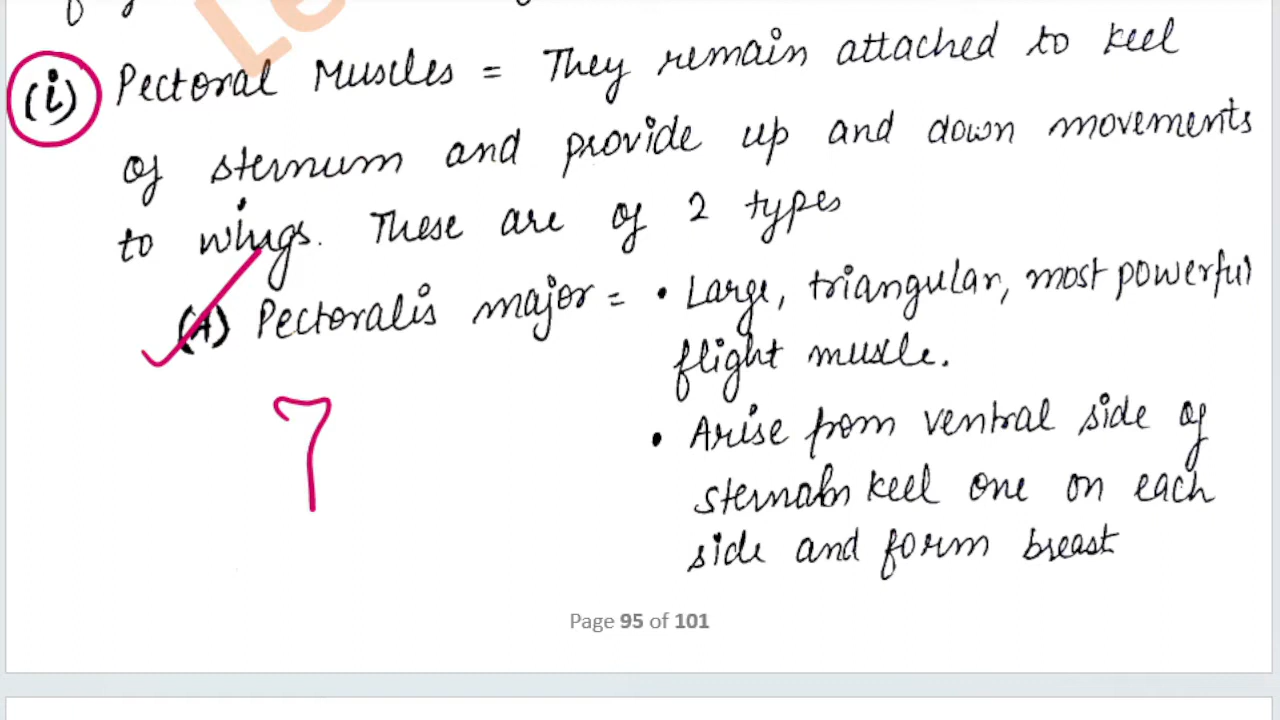 Le
(i) Pectoral Muscles = They remain attached to keel
of sternum and provide up and down movements
to wings. These are of 2 types
(A) Pectoralis major = • Large, triangular, most powerful
flight muscle.
• Arise from ventral side of
sternal keel one on each
side and form breast
Page 95 of 101